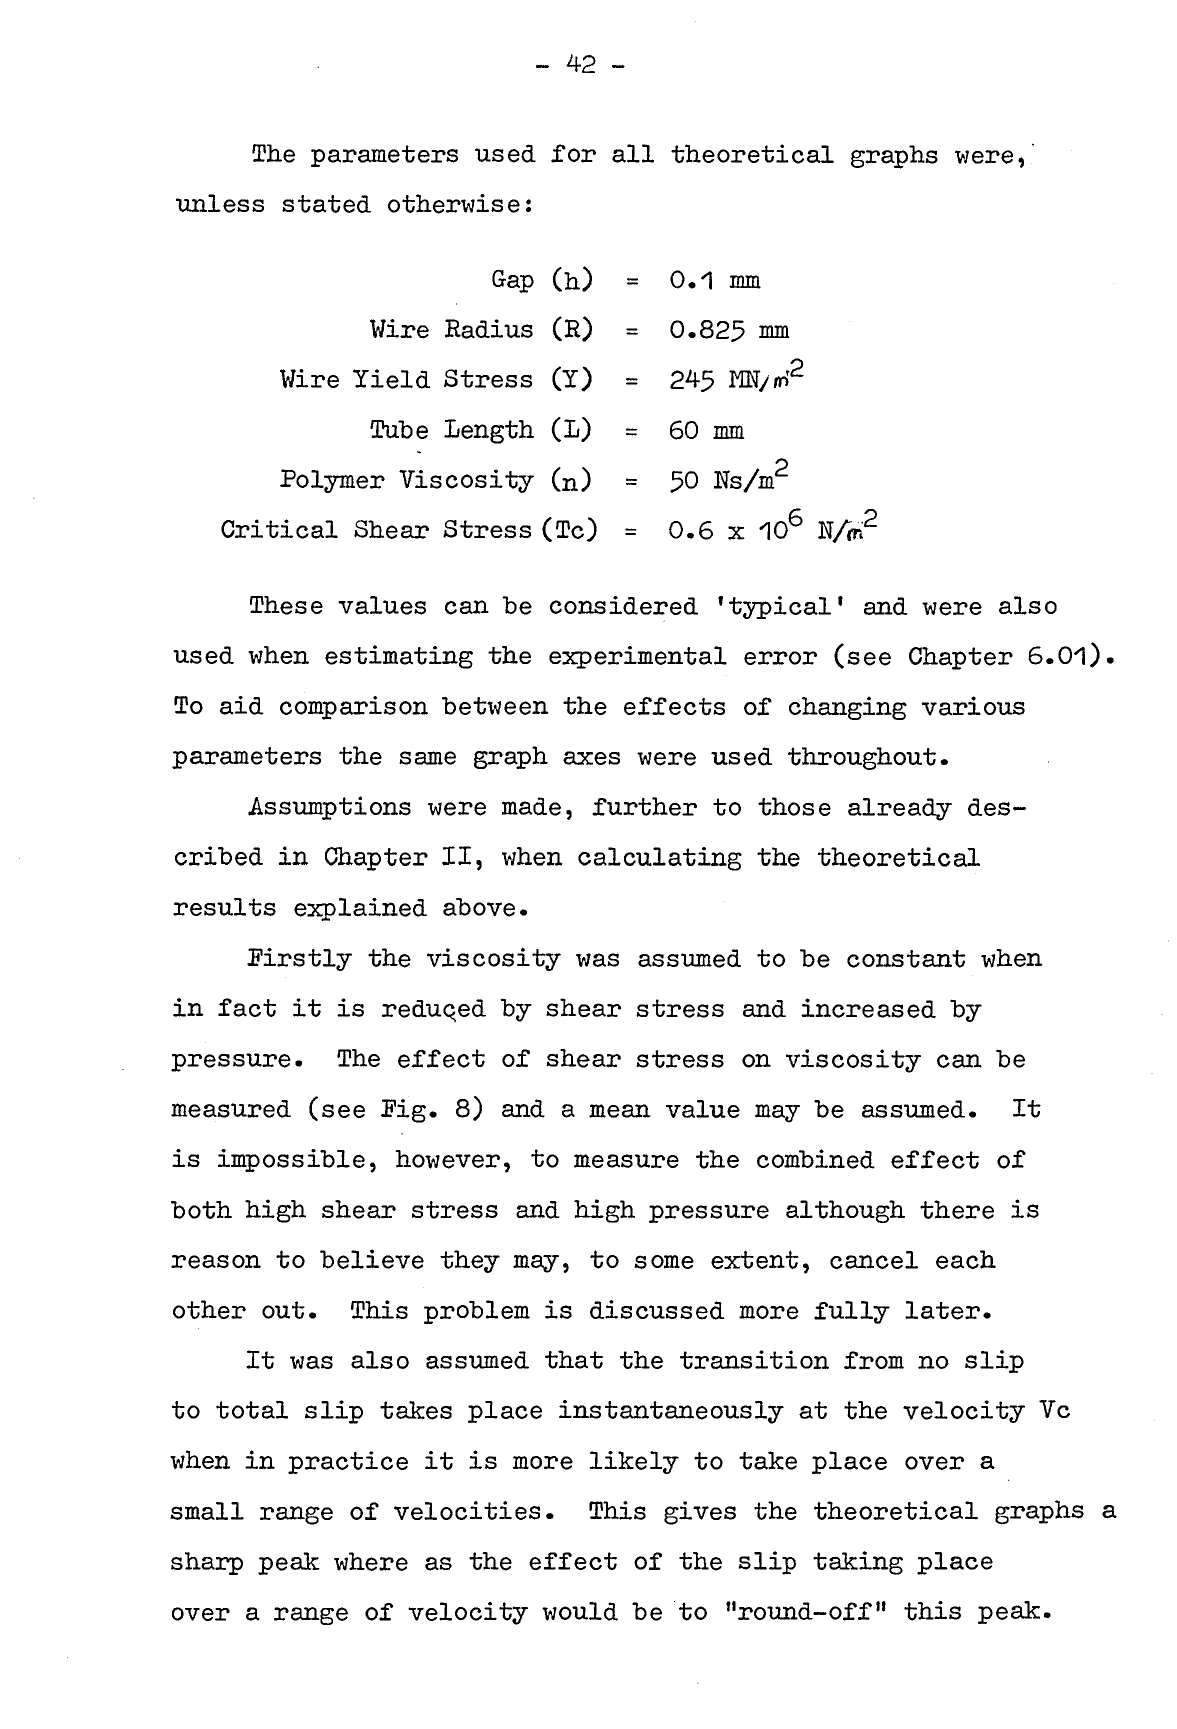 - 42 -
The parameters used for all theoretical graphs were,
unless stated otherwise:
Gap (h) = 0.1 mm
Wire Radius (R) = 0.825 mm
Wire Yield Stress (Y) = 245 MN/m²
Tube Length (L) = 60 mm
Polymer Viscosity (n) = 50 Ns/m²
Critical Shear Stress (Tc) = 0.6 x 10⁶ N/m²
These values can be considered 'typical' and were also
used when estimating the experimental error (see Chapter 6.01).
To aid comparison between the effects of changing various
parameters the same graph axes were used throughout.
Assumptions were made, further to those already des-
cribed in Chapter II, when calculating the theoretical
results explained above.
Firstly the viscosity was assumed to be constant when
in fact it is reduced by shear stress and increased by
pressure. The effect of shear stress on viscosity can be
measured (see Fig. 8) and a mean value may be assumed. It
is impossible, however, to measure the combined effect of
both high shear stress and high pressure although there is
reason to believe they may, to some extent, cancel each
other out. This problem is discussed more fully later.
It was also assumed that the transition from no slip
to total slip takes place instantaneously at the velocity Vc
when in practice it is more likely to take place over a
small range of velocities. This gives the theoretical graphs a
sharp peak where as the effect of the slip taking place
over a range of velocity would be to "round-off" this peak.